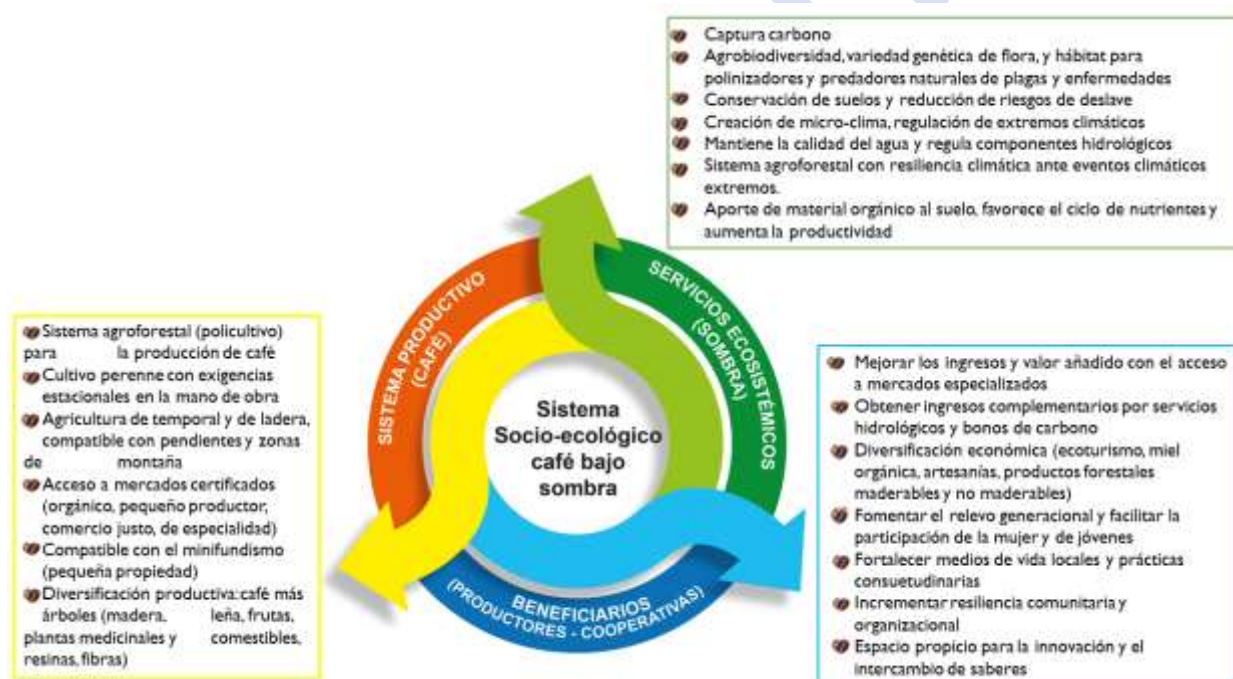 Captura carbono
Agrobiodiversidad, variedad genética de flora, y hábitat para
polinizadores y predadores naturales de plagas y enfermedades
Conservación de suelos y reducción de riesgos de deslave
Creación de micro-clima, regulación de extremos climáticos
Mantiene la calidad del agua y regula componentes hidrológicos
Sistema agroforestal con resiliencia climática ante eventos climáticos
extremos.
Aporte de material orgánico al suelo, favorece el ciclo de nutrientes y
aumenta la productividad
SISTEMA PRODUCTIVO
(CAFÉ)
SERVICIOS ECOSISTÉMICOS
(SOMBRA)
Sistema
Socio-ecológico
café bajo
sombra
BENEFICIARIOS
(PRODUCTORES - COOPERATIVAS)
Sistema agroforestal (policultivo)
para la producción de café
Cultivo perenne con exigencias
estacionales en la mano de obra
Agricultura de temporal y de ladera,
compatible con pendientes y zonas
de montaña
Acceso a mercados certificados
(orgánico, pequeño productor,
comercio justo, de especialidad)
Compatible con el minifundismo
(pequeña propiedad)
Diversificación productiva: café más
árboles (madera, leña, frutas,
plantas medicinales y comestibles,
resinas, fibras)
Mejorar los ingresos y valor añadido con el acceso
a mercados especializados
Obtener ingresos complementarios por servicios
hidrológicos y bonos de carbono
Diversificación económica (ecoturismo, miel
orgánica, artesanías, productos forestales
maderables y no maderables)
Fomentar el relevo generacional y facilitar la
participación de la mujer y de jóvenes
Fortalecer medios de vida locales y prácticas
consuetudinarias
Incrementar resiliencia comunitaria y
organizacional
Espacio propicio para la innovación y el
intercambio de saberes